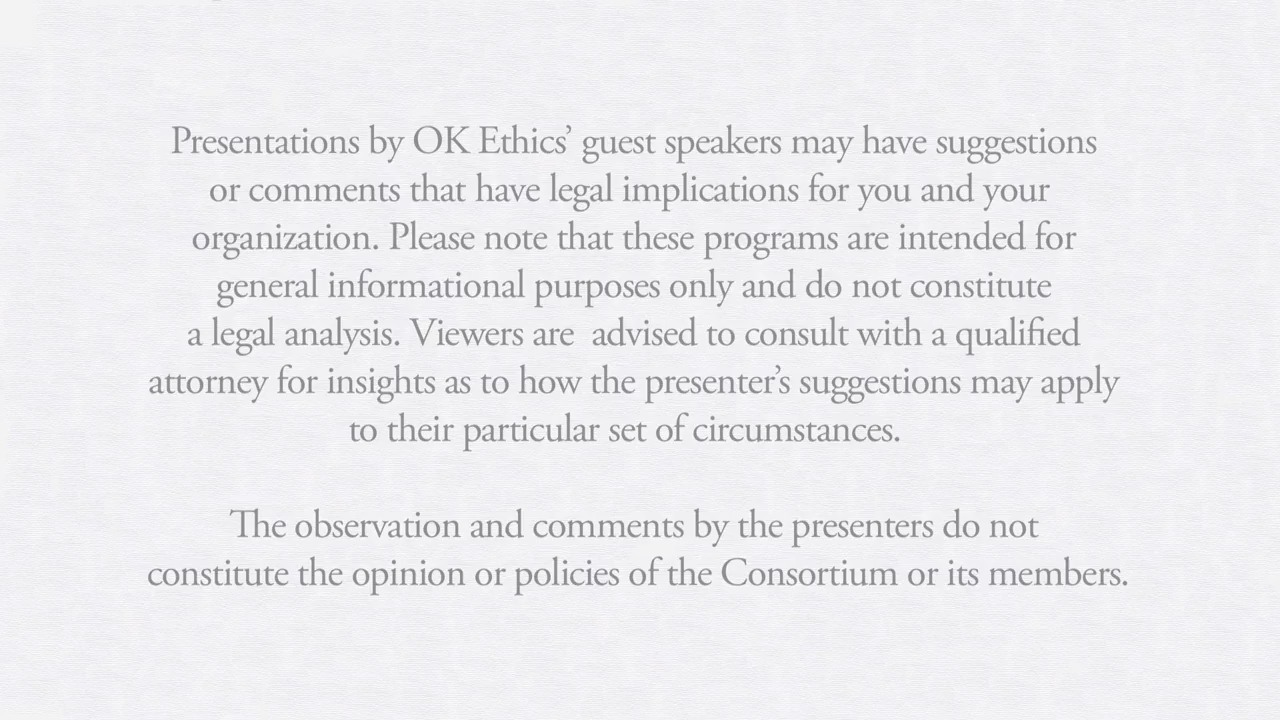 Presentations by OK Ethics’ guest speakers may have suggestions
or comments that have legal implications for you and your
organization. Please note that these programs are intended for
general informational purposes only and do not constitute
a legal analysis. Viewers are  advised to consult with a qualified
attorney for insights as to how the presenter’s suggestions may apply
to their particular set of circumstances.
The observation and comments by the presenters do not
constitute the opinion or policies of the Consortium or its members.